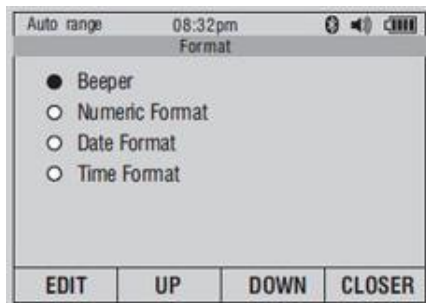 Auto range 08:32pm
Format
Beeper
Numeric Format
Date Format
Time Format
EDIT UP DOWN CLOSER